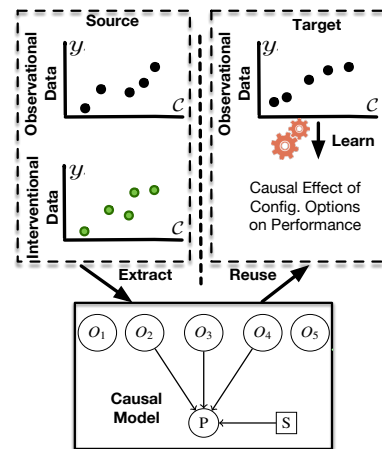 Source
Target
Observational
Data
y
C
Observational
Data
y
C
Learn
Interventional
Data
y
C
Causal Effect of
Config. Options
on Performance
Extract
Reuse
O1
O2
O3
O4
O5
Causal
Model
P
S